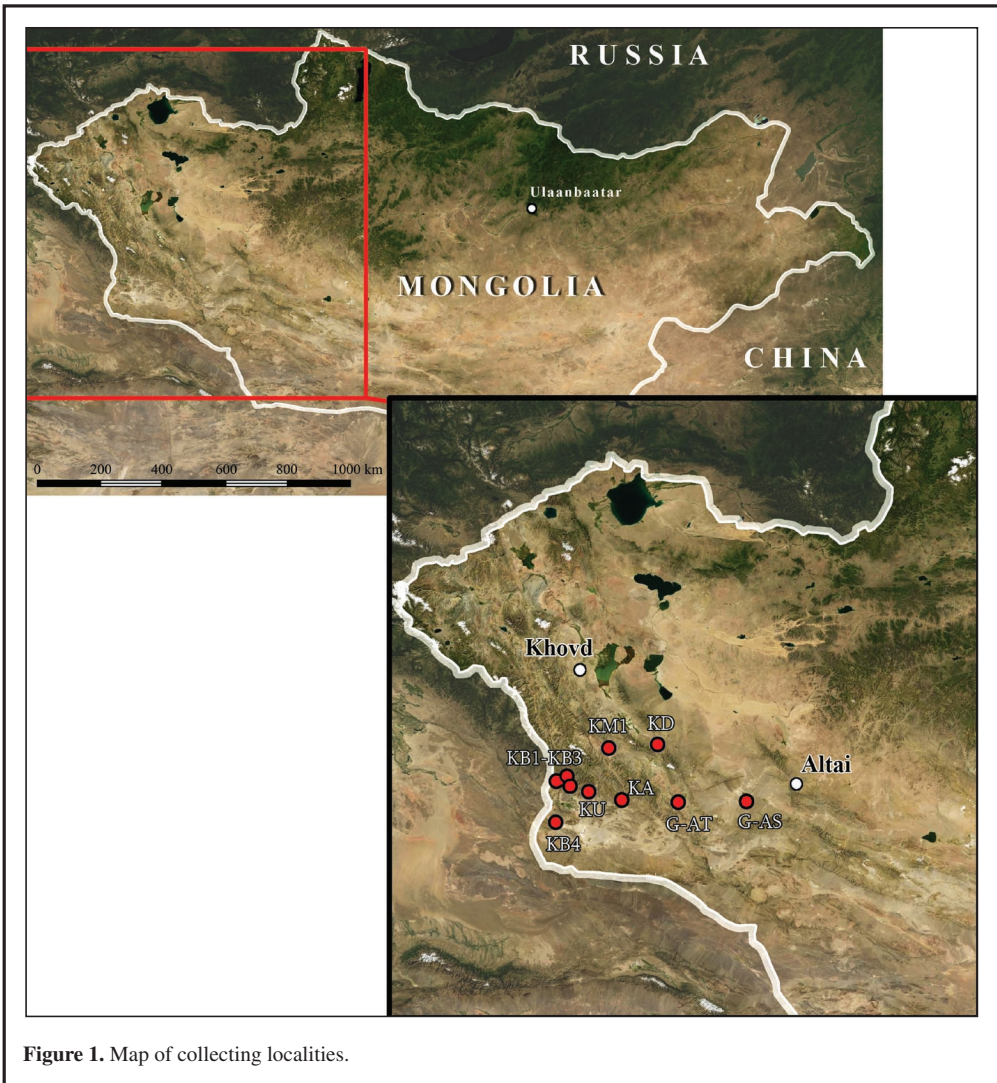 RUSSIA
Ulaanbaatar
MONGOLIA
CHINA
0 200 400 600 800 1000 km
Khovd
KM1 KD
KB1-KB3
Altai
KA
KU
G-AT G-AS
KB4
Figure 1. Map of collecting localities.